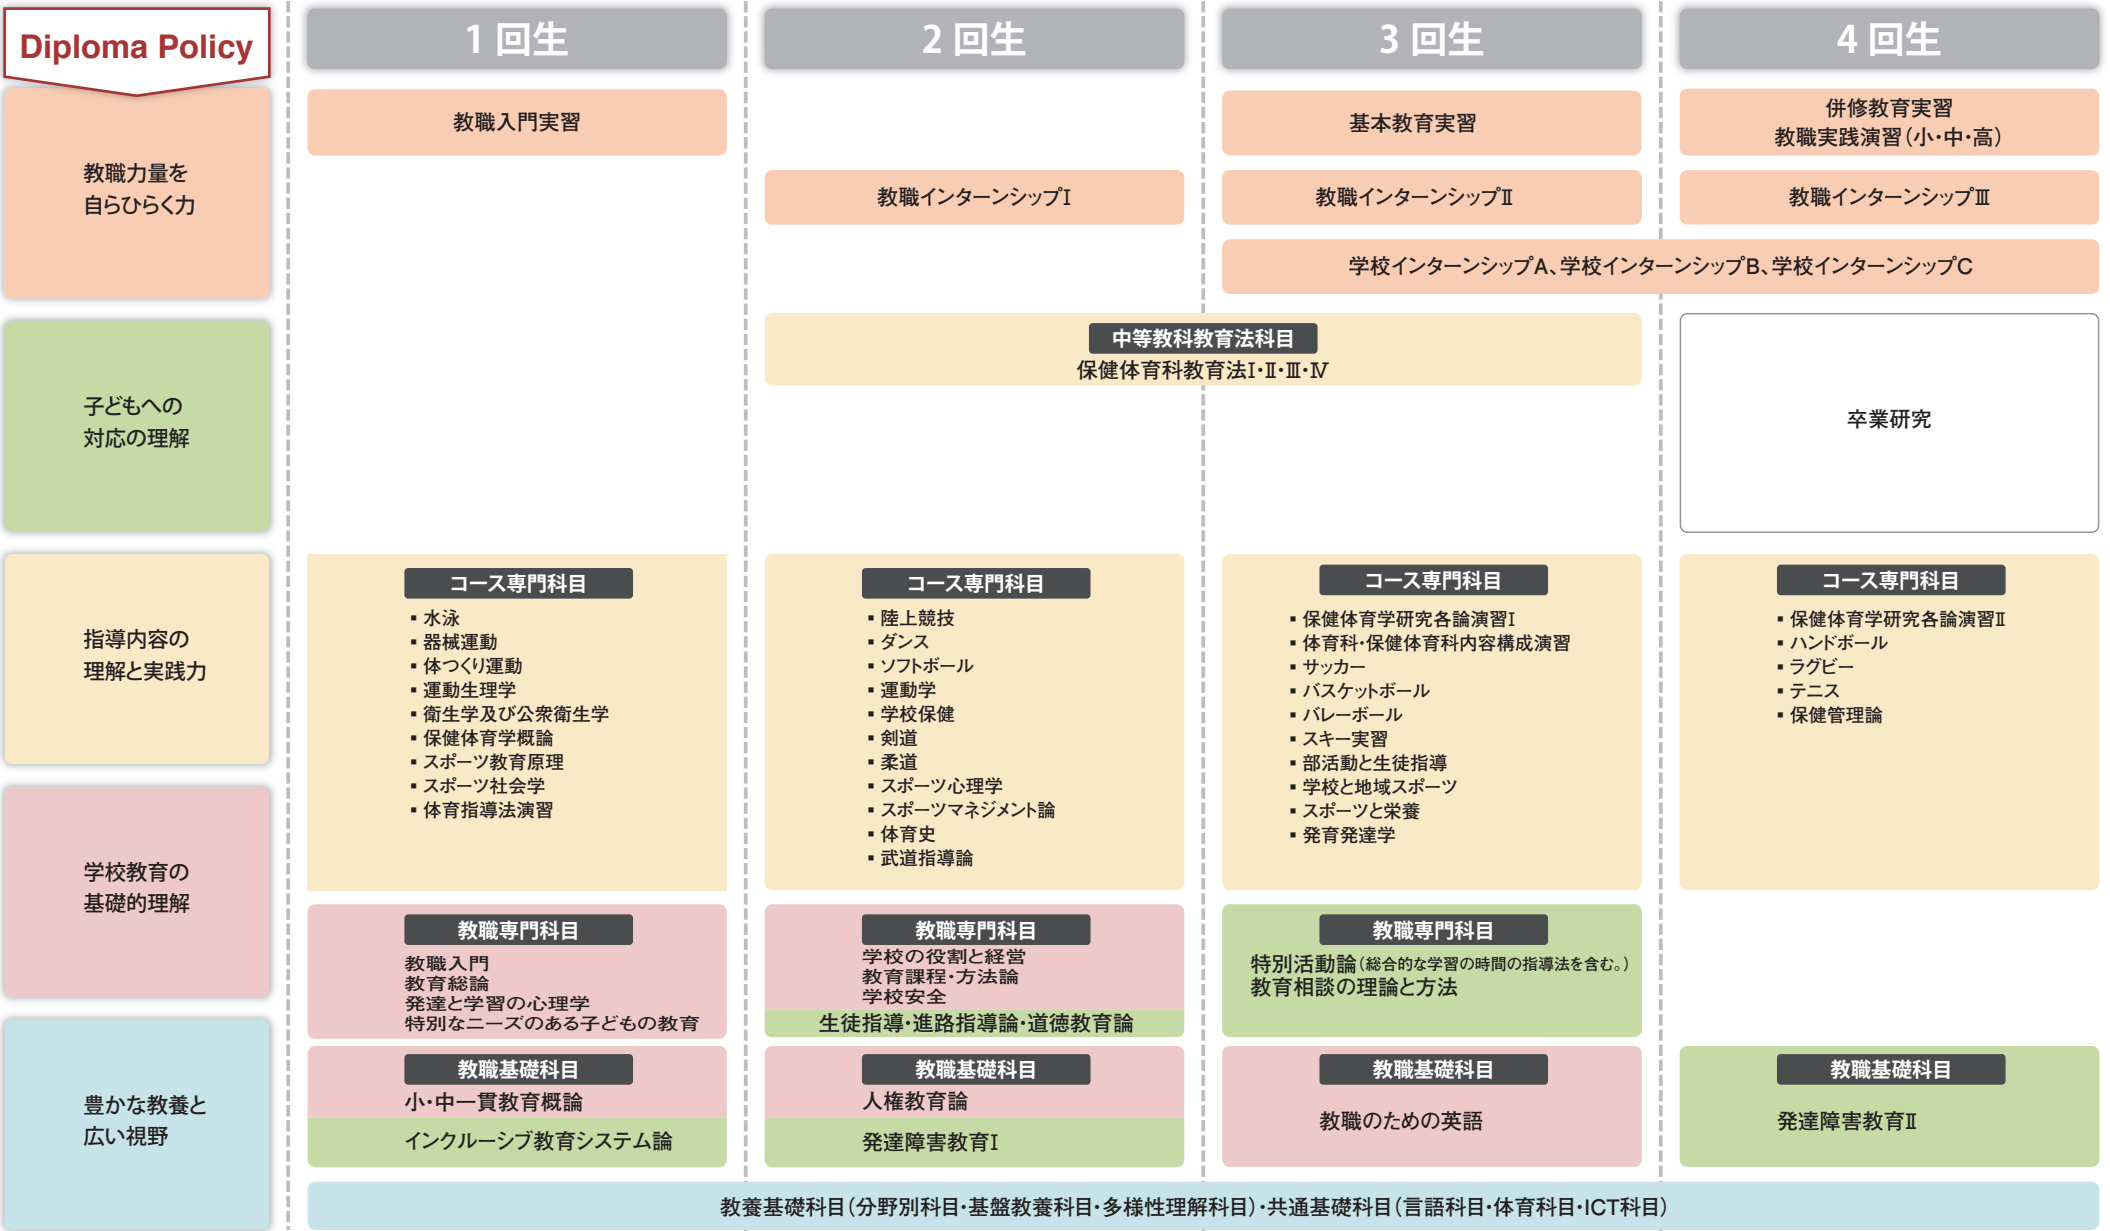 Diploma Policy
1 回生
2 回生
3 回生
4 回生
教職力量を
自らひらく力
教職入門実習
基本教育実習
併修教育実習
教職実践演習（小・中・高）
教職インターンシップⅠ
教職インターンシップⅡ
教職インターンシップⅢ
学校インターンシップA、学校インターンシップB、学校インターンシップC
子どもへの
対応の理解
中等教科教育法科目
保健体育科教育法Ⅰ・Ⅱ・Ⅲ・Ⅳ
卒業研究
指導内容の
理解と実践力
コース専門科目
▪ 水泳
▪ 器械運動
▪ 体つくり運動
▪ 運動生理学
▪ 衛生学及び公衆衛生学
▪ 保健体育学概論
▪ スポーツ教育原理
▪ スポーツ社会学
▪ 体育指導法演習
コース専門科目
▪ 陸上競技
▪ ダンス
▪ ソフトボール
▪ 運動学
▪ 学校保健
▪ 剣道
▪ 柔道
▪ スポーツ心理学
▪ スポーツマネジメント論
▪ 体育史
▪ 武道指導論
コース専門科目
▪ 保健体育学研究各論演習Ⅰ
▪ 体育科・保健体育科内容構成演習
▪ サッカー
▪ バスケットボール
▪ バレーボール
▪ スキー実習
▪ 部活動と生徒指導
▪ 学校と地域スポーツ
▪ スポーツと栄養
▪ 発育発達学
コース専門科目
▪ 保健体育学研究各論演習Ⅱ
▪ ハンドボール
▪ ラグビー
▪ テニス
▪ 保健管理論
学校教育の
基礎的理解
教職専門科目
教職入門
教育総論
発達と学習の心理学
特別なニーズのある子どもの教育
教職専門科目
学校の役割と経営
教育課程・方法論
学校安全
生徒指導・進路指導論・道徳教育論
教職専門科目
特別活動論（総合的な学習の時間の指導法を含む。）
教育相談の理論と方法
豊かな教養と
広い視野
教職基礎科目
小・中一貫教育概論
インクルーシブ教育システム論
教職基礎科目
人権教育論
発達障害教育Ⅰ
教職基礎科目
教職のための英語
教職基礎科目
発達障害教育Ⅱ
教養基礎科目（分野別科目・基盤教養科目・多様性理解科目）・共通基礎科目（言語科目・体育科目・ICT科目）